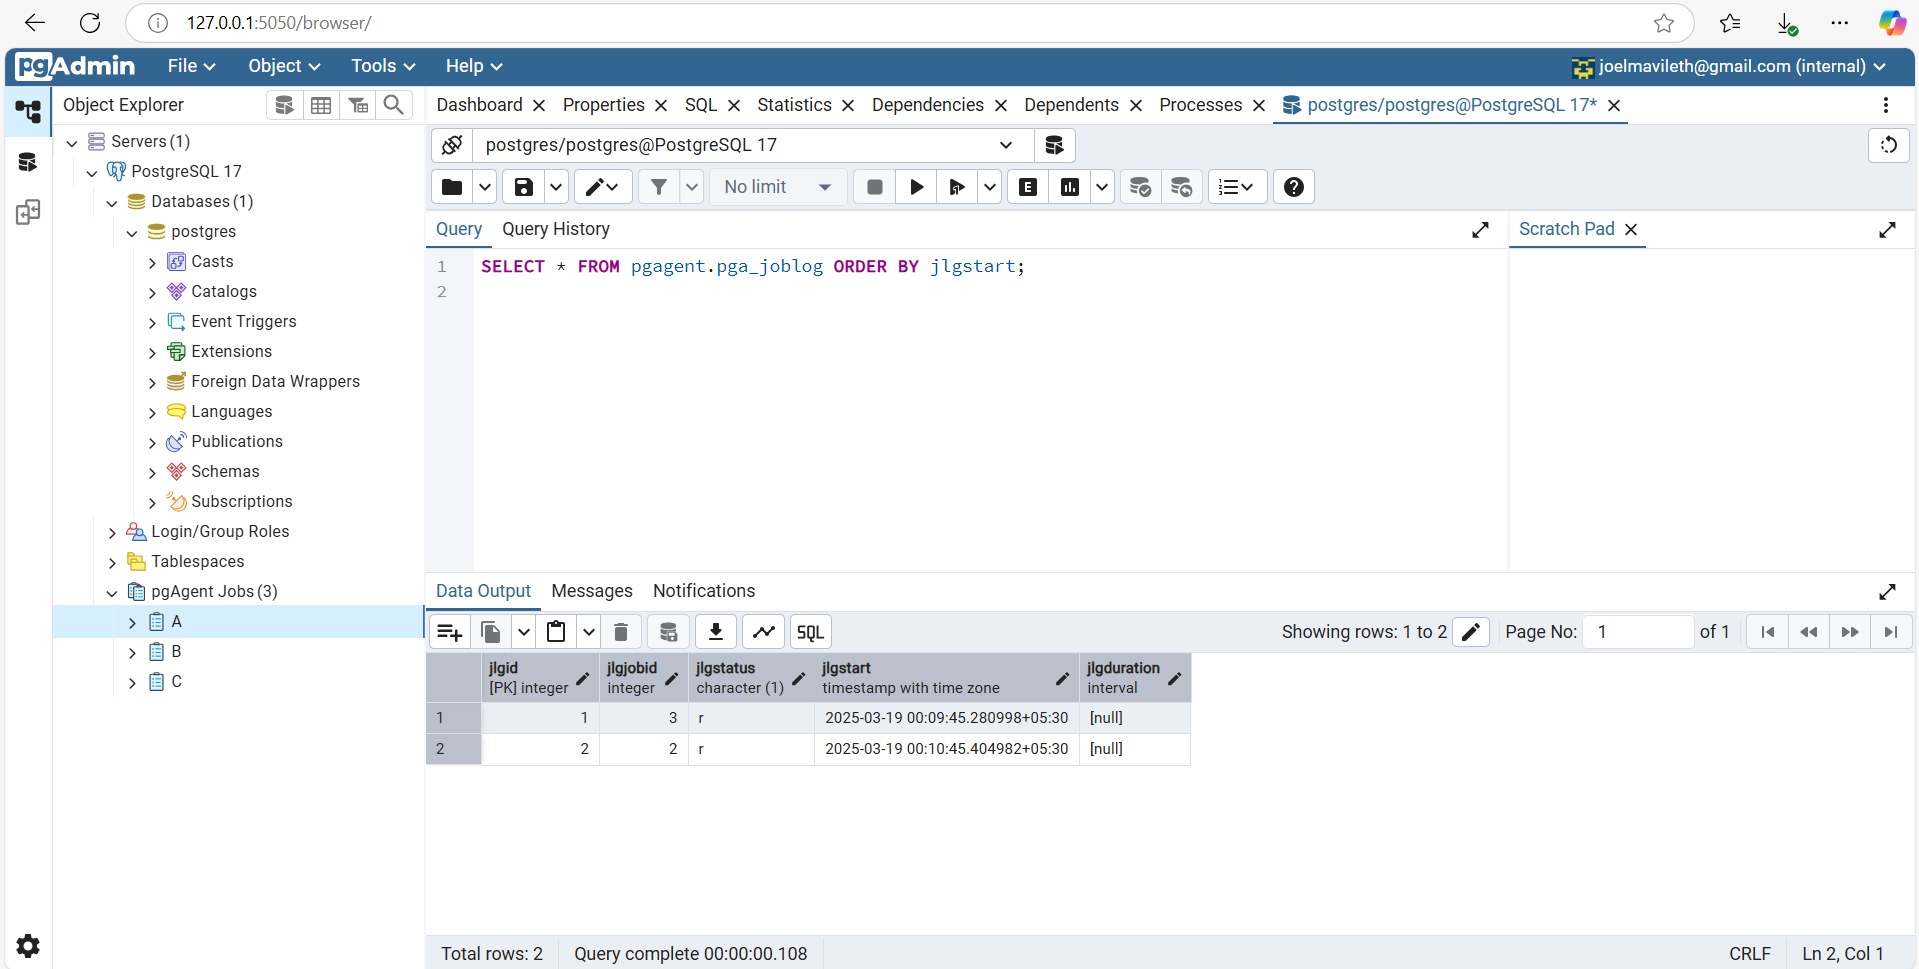 127.0.0.1:5050/browser/
pgAdmin File Object Tools Help joelmavileth@gmail.com (internal)
Object Explorer
Dashboard Properties SQL Statistics Dependencies Dependents Processes postgres/postgres@PostgreSQL 17*
Servers (1)
PostgreSQL 17
Databases (1)
postgres
Casts
Catalogs
Event Triggers
Extensions
Foreign Data Wrappers
Languages
Publications
Schemas
Subscriptions
Login/Group Roles
Tablespaces
pgAgent Jobs (3)
A
B
C
postgres/postgres@PostgreSQL 17
No limit E
Query Query History Scratch Pad
1 SELECT * FROM pgagent.pga_joblog ORDER BY jlgstart;
2
Data Output Messages Notifications
SQL Showing rows: 1 to 2 Page No: 1 of 1
jlgid jlgjobid jlgstatus jlgstart jlgduration
[PK] integer integer character (1) timestamp with time zone interval
1 1 3 r 2025-03-19 00:09:45.280998+05:30 [null]
2 2 2 r 2025-03-19 00:10:45.404982+05:30 [null]
Total rows: 2 Query complete 00:00:00.108 CRLF Ln 2, Col 1